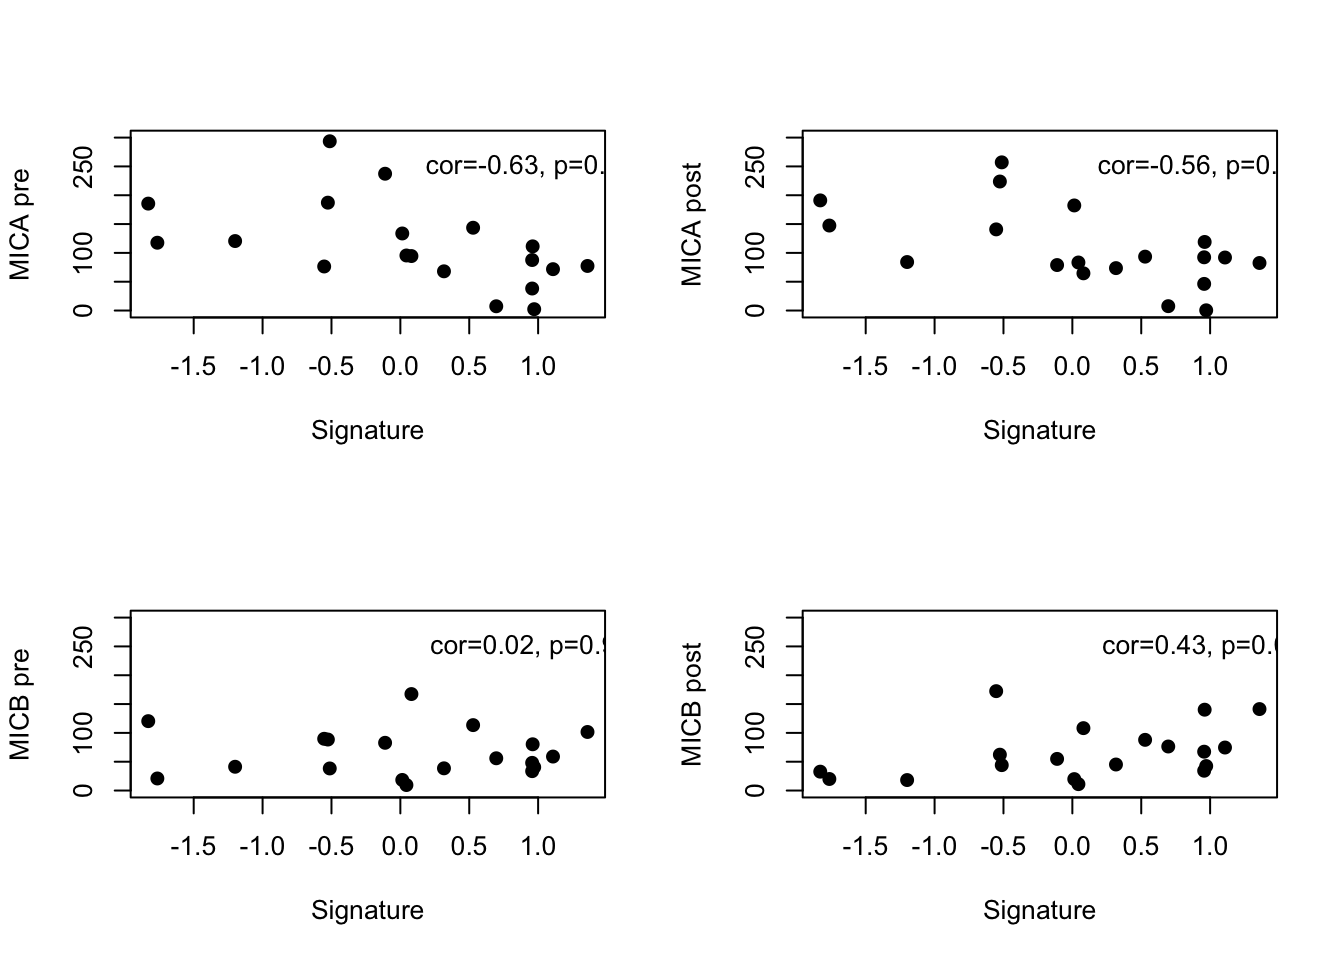 MICA pre
250
100
0
cor=-0.63, p=0.
-1.5 -1.0 -0.5 0.0 0.5 1.0
Signature
MICA post
250
100
0
cor=-0.56, p=0.
-1.5 -1.0 -0.5 0.0 0.5 1.0
Signature
MICB pre
250
100
0
cor=0.02, p=0.9
-1.5 -1.0 -0.5 0.0 0.5 1.0
Signature
MICB post
250
100
0
cor=0.43, p=0.0
-1.5 -1.0 -0.5 0.0 0.5 1.0
Signature